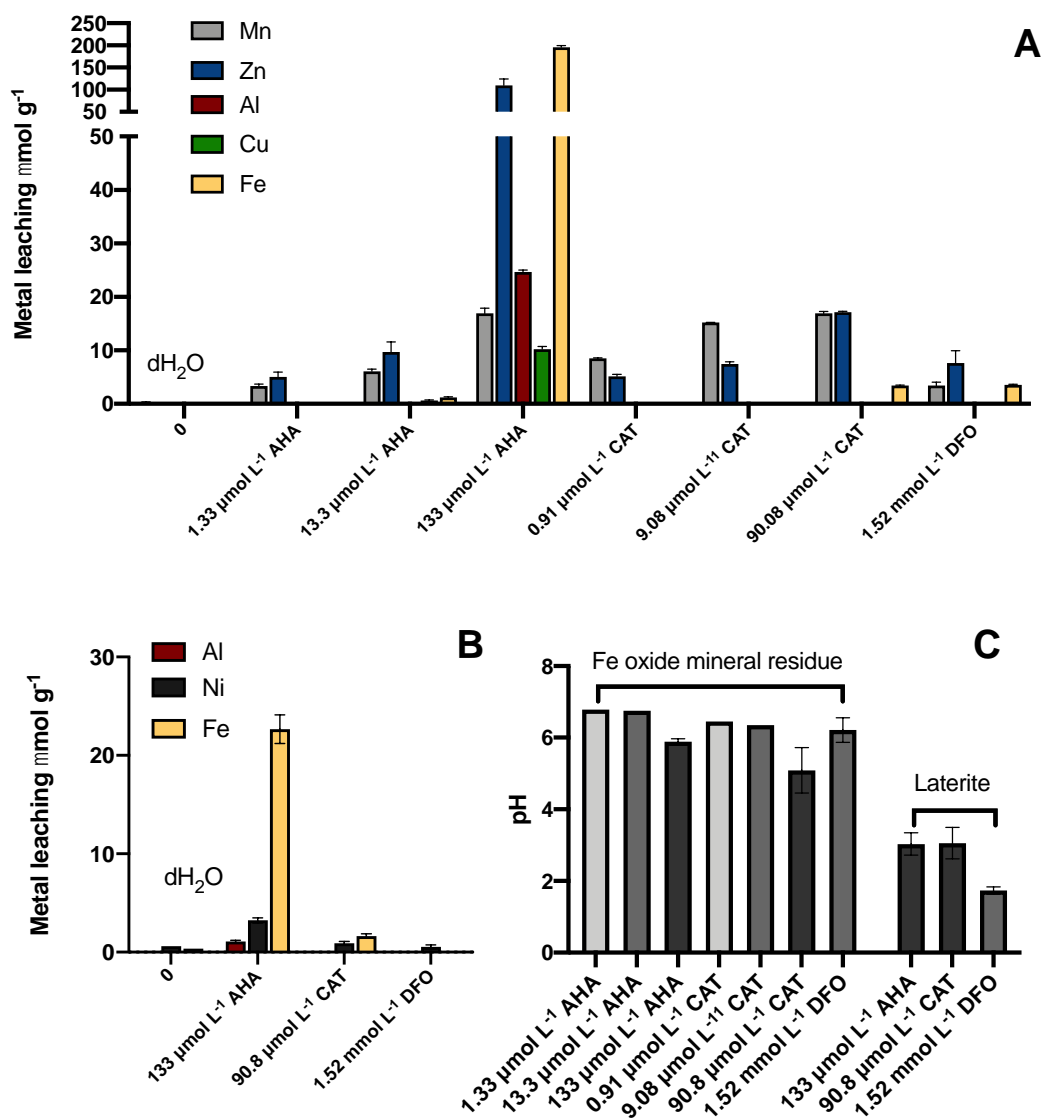 A
Metal leaching mmol g⁻¹
250
200
150
100
50
50
40
30
20
10
0
Mn
Zn
Al
Cu
Fe
dH₂O
0
1.33 µmol L⁻¹ AHA
13.3 µmol L⁻¹ AHA
133 µmol L⁻¹ AHA
0.91 µmol L⁻¹ CAT
9.08 µmol L⁻¹¹ CAT
90.08 µmol L⁻¹ CAT
1.52 mmol L⁻¹ DFO
B
Metal leaching mmol g⁻¹
30
20
10
0
Al
Ni
Fe
dH₂O
0
133 µmol L⁻¹ AHA
90.8 µmol L⁻¹ CAT
1.52 mmol L⁻¹ DFO
C
pH
8
6
4
2
0
Fe oxide mineral residue
Laterite
1.33 µmol L⁻¹ AHA
13.3 µmol L⁻¹ AHA
133 µmol L⁻¹ AHA
0.91 µmol L⁻¹ CAT
9.08 µmol L⁻¹¹ CAT
90.8 µmol L⁻¹ CAT
1.52 mmol L⁻¹ DFO
133 µmol L⁻¹ AHA
90.8 µmol L⁻¹ CAT
1.52 mmol L⁻¹ DFO